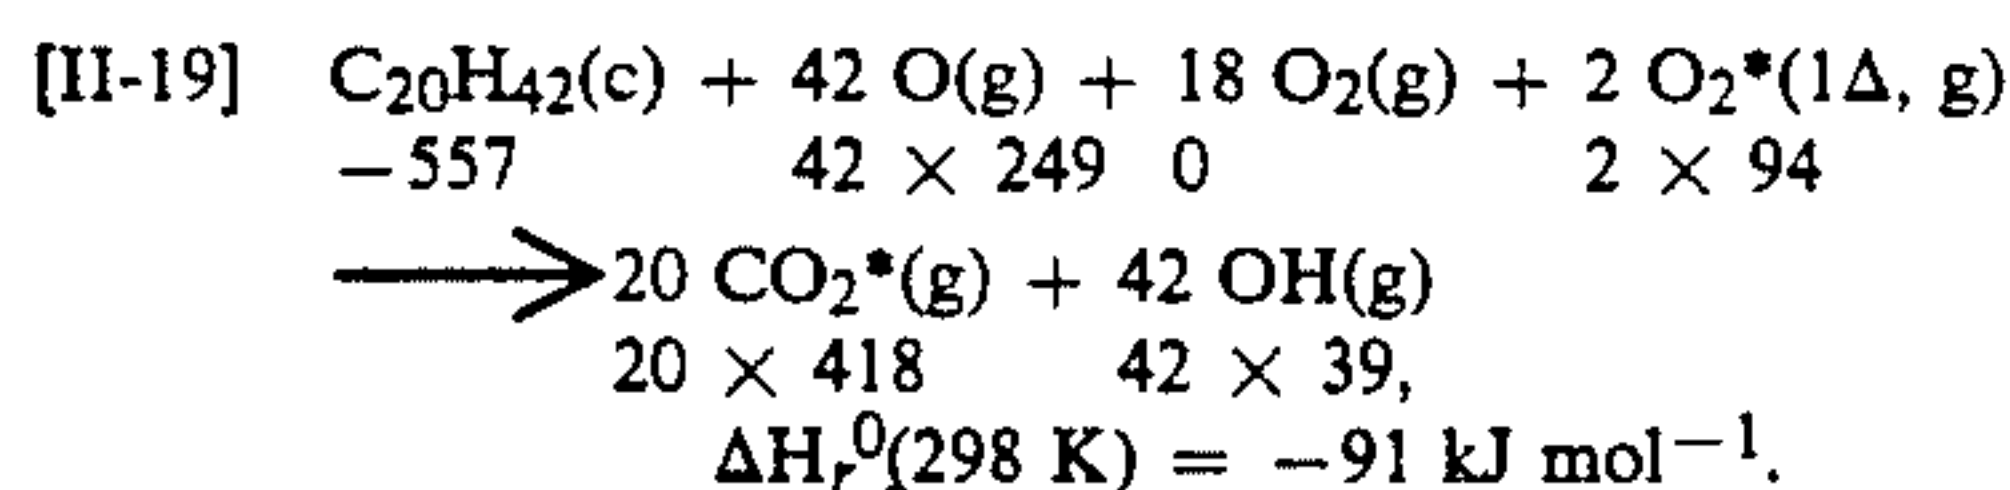 [II-19] C₂₀H₄₂(c) + 42 O(g) + 18 O₂(g) + 2 O₂*(1Δ, g)
−557 42 × 249 0 2 × 94
⟶ 20 CO₂*(g) + 42 OH(g)
20 × 418 42 × 39,
ΔHᵣ⁰(298 K) = −91 kJ mol⁻¹.